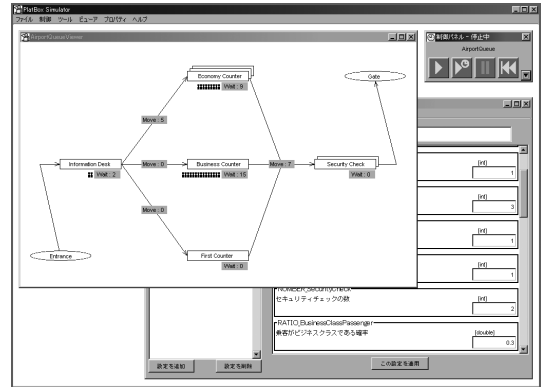 PlatBox Simulator
ファイル 制御 ツール ビューア プロパティ ヘルプ
AirportQueueViewer
Economy Counter
Wait : 9
Gate
Move : 5
Information Desk
Wait : 2
Move : 0
Business Counter
Wait : 15
Move : 7
Security Check
Wait : 0
Move : 0
Entrance
First Counter
Wait : 0
制御パネル - 停止中
AirportQueue
[int]
1
[int]
3
[int]
1
[int]
1
NUMBER_SecurityCheck
セキュリティチェックの数
[int]
2
RATIO_BusinessClassPassenger
乗客がビジネスクラスである確率
[double]
0.3
設定を追加
設定を削除
この設定を適用